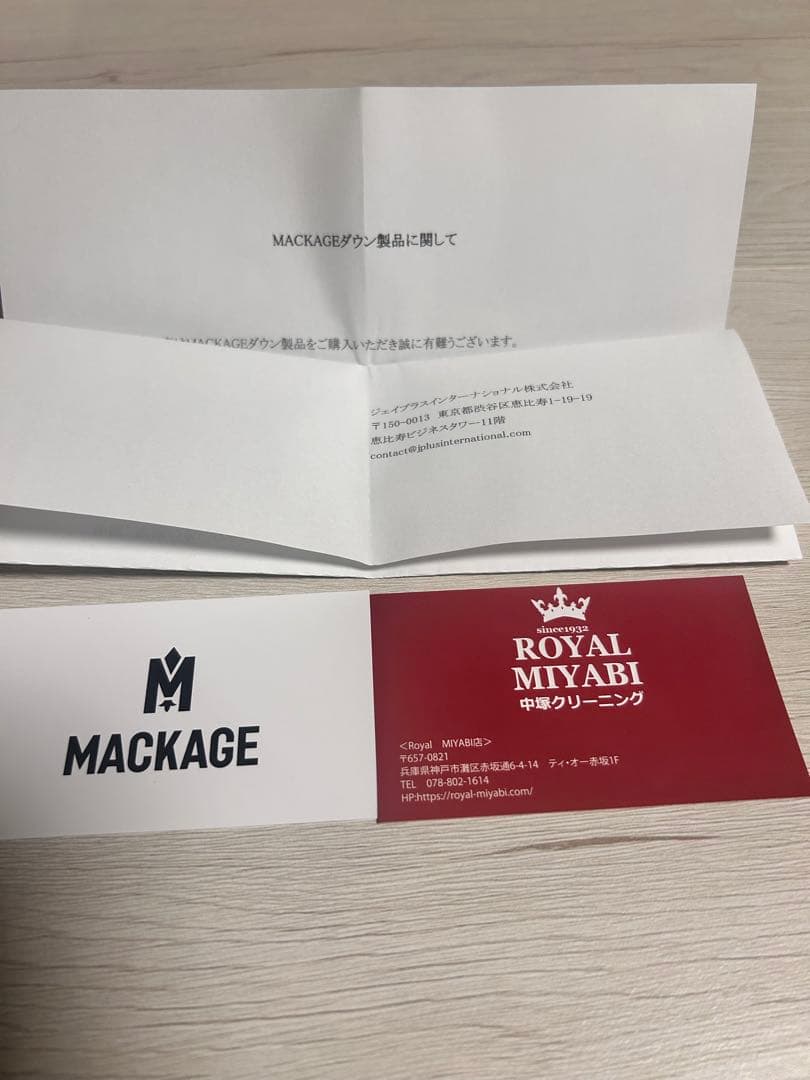 MACKAGEダウン製品に関して
MACKAGEダウン製品をご購入いただき誠に有難うございます。
ジェイプラスインターナショナル株式会社
〒150-0013 東京都渋谷区恵比寿1-19-19
恵比寿ビジネスタワー11階
contact@jplusinternational.com
M
MACKAGE
since1932
ROYAL
MIYABI
中塚クリーニング
＜Royal MIYABI店＞
〒657-0821
兵庫県神戸市灘区赤坂通6-4-14 ティ・オー赤坂1F
TEL 078-802-1614
HP:https://royal-miyabi.com/